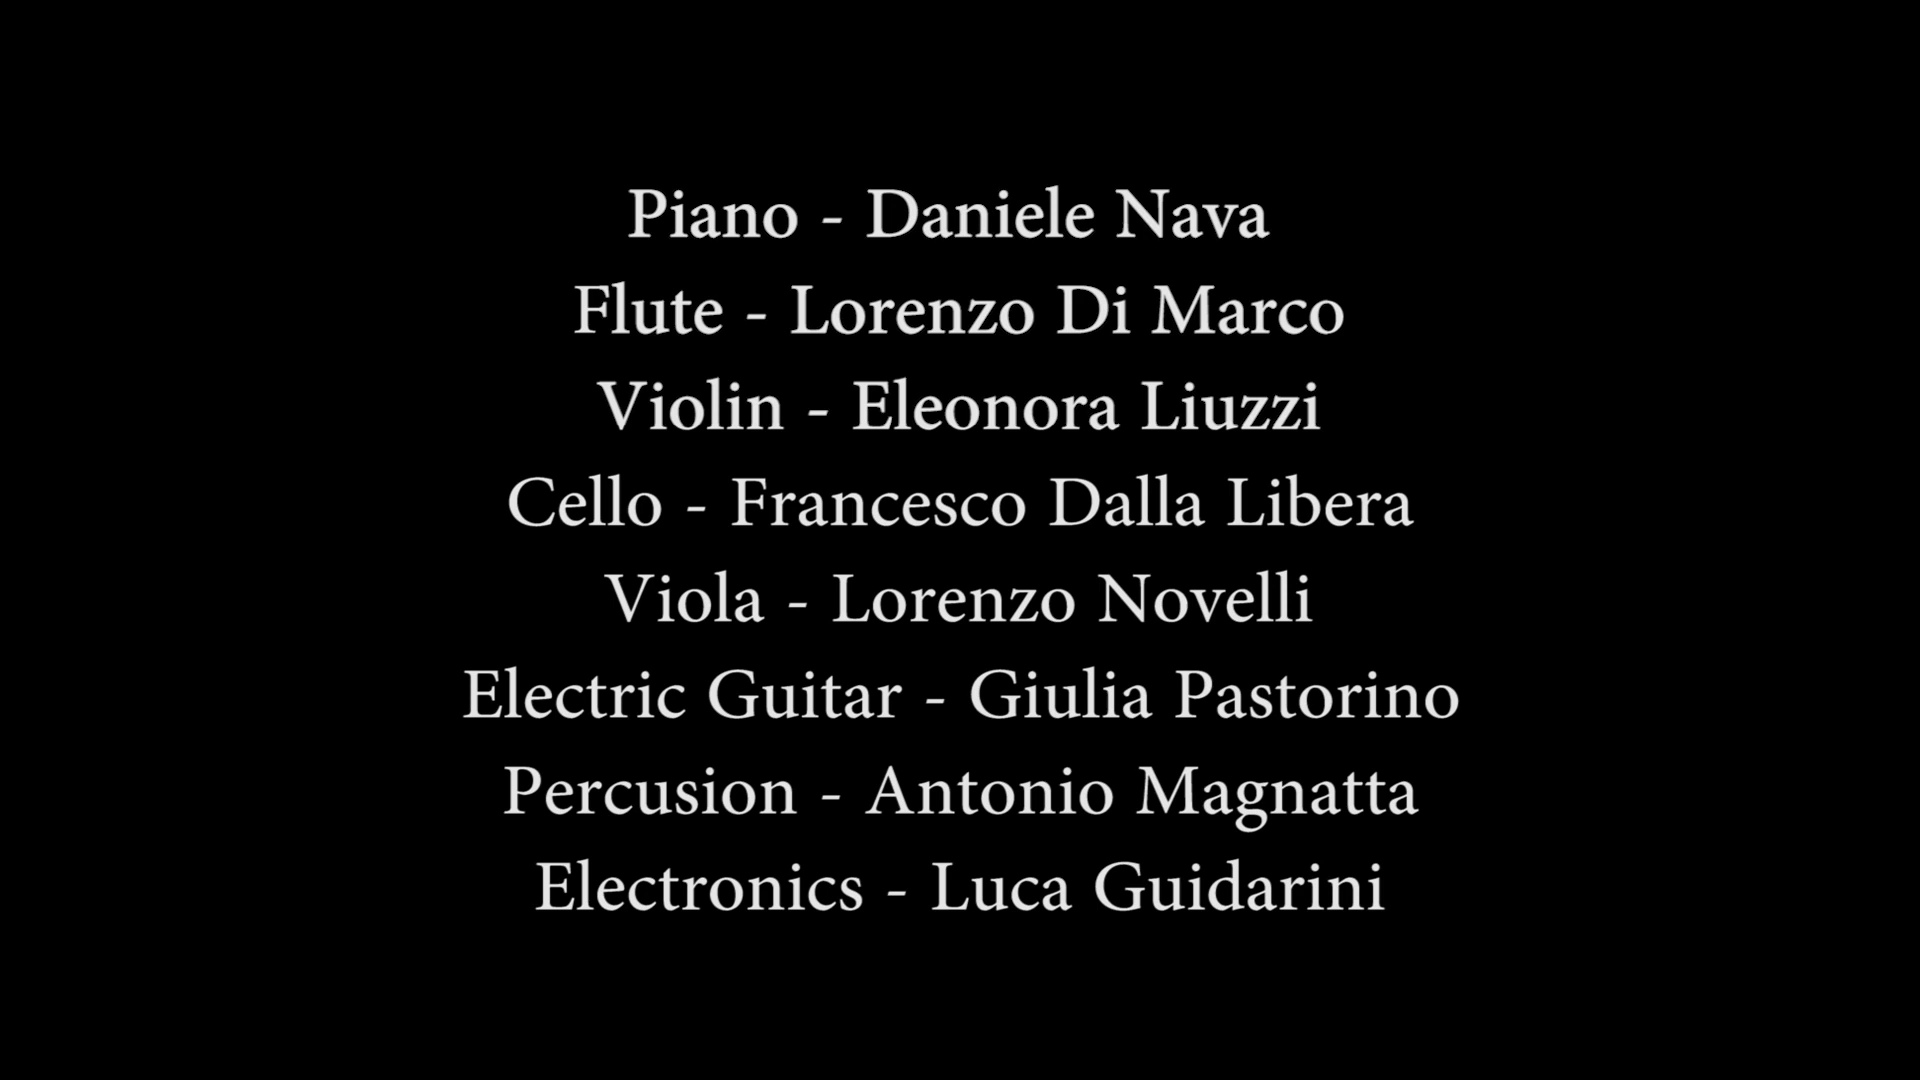 Piano - Daniele Nava
Flute - Lorenzo Di Marco
Violin - Eleonora Liuzzi
Cello - Francesco Dalla Libera
Viola - Lorenzo Novelli
Electric Guitar - Giulia Pastorino
Percusion - Antonio Magnatta
Electronics - Luca Guidarini